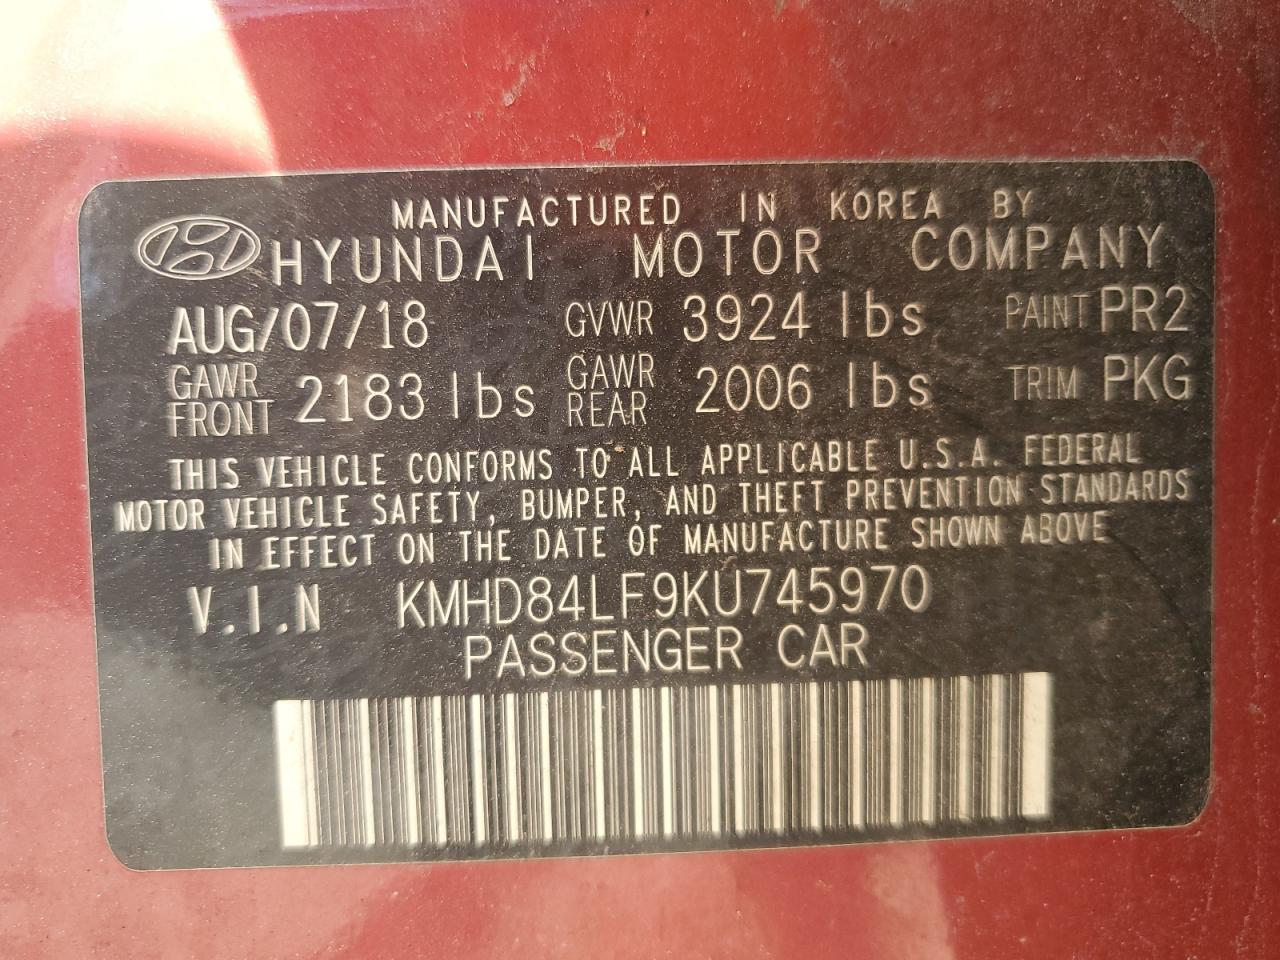 MANUFACTURED IN KOREA BY
HYUNDAI MOTOR COMPANY
AUG/07/18 GVWR 3924 lbs PAINT PR2
GAWR FRONT 2183 lbs GAWR REAR 2006 lbs TRIM PKG
THIS VEHICLE CONFORMS TO ALL APPLICABLE U.S.A. FEDERAL
MOTOR VEHICLE SAFETY, BUMPER, AND THEFT PREVENTION STANDARDS
IN EFFECT ON THE DATE OF MANUFACTURE SHOWN ABOVE
V.I.N KMHD84LF9KU745970
PASSENGER CAR